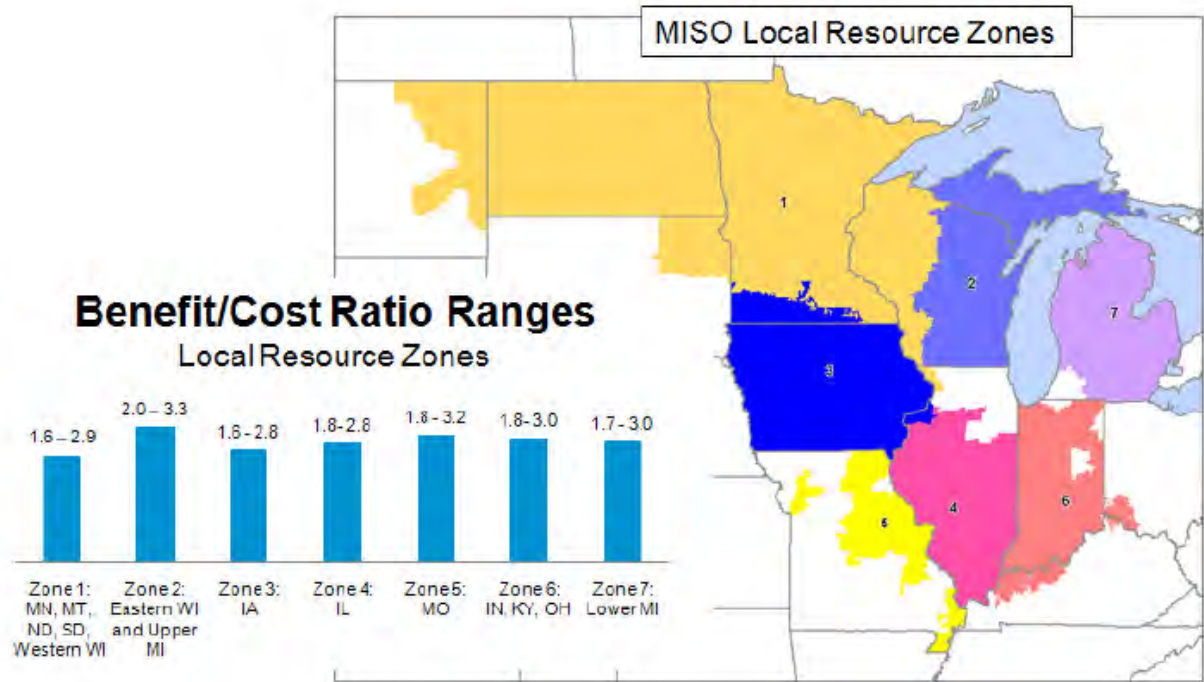 MISO Local Resource Zones
1
2
7
3
4
5
6
Benefit/Cost Ratio Ranges
Local Resource Zones
1.6 – 2.9
2.0 – 3.3
1.6 - 2.8
1.8 - 2.8
1.8 - 3.2
1.8 - 3.0
1.7 - 3.0
Zone 1:
MN, MT,
ND, SD,
Western WI
Zone 2:
Eastern WI
and Upper
MI
Zone 3:
IA
Zone 4:
IL
Zone 5:
MO
Zone 6:
IN, KY, OH
Zone 7:
Lower MI